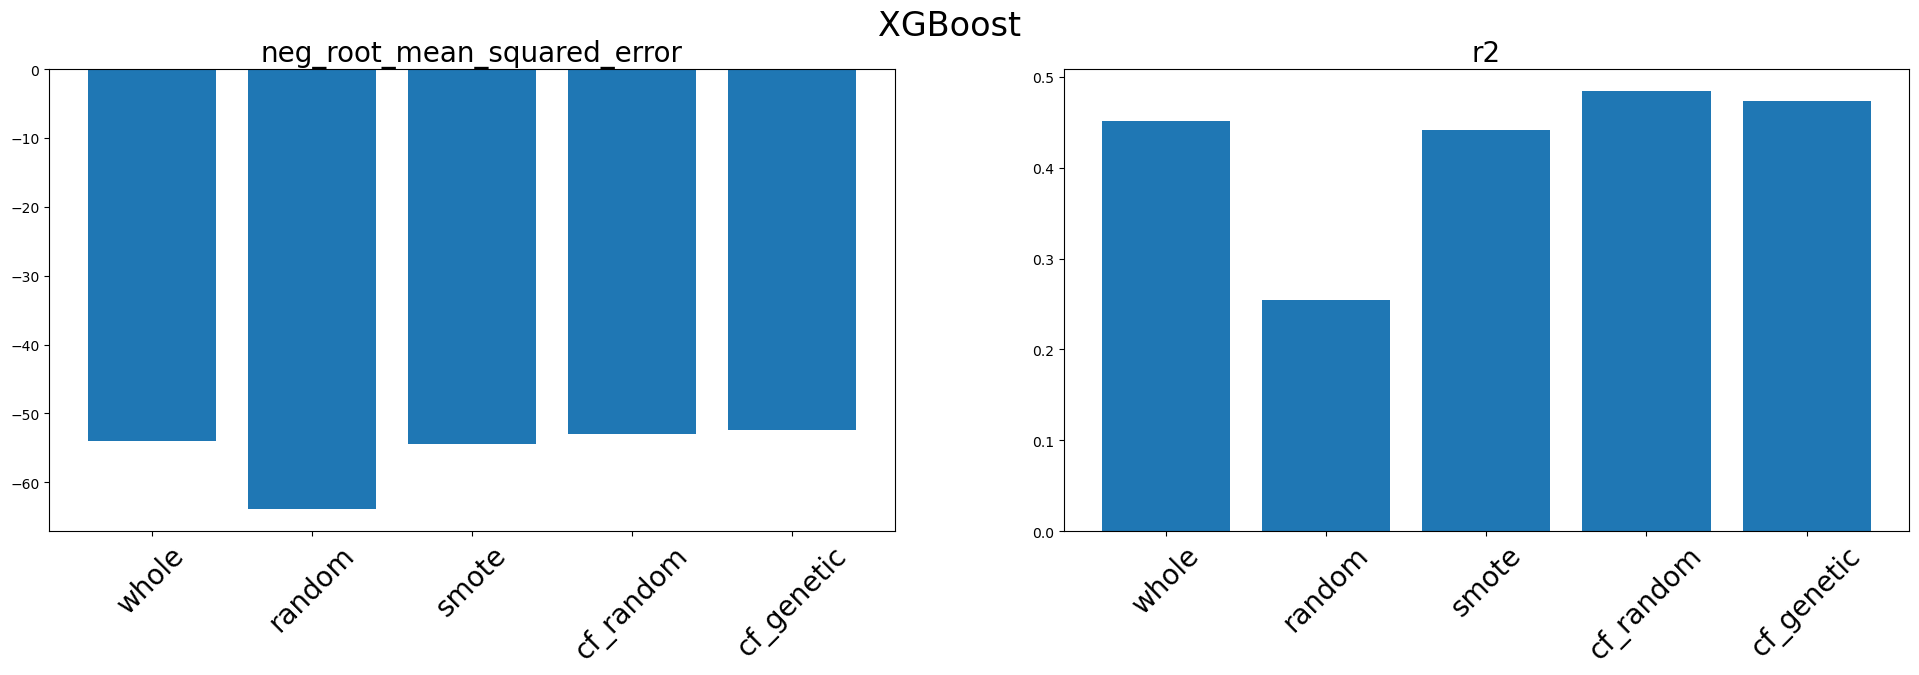 XGBoost
neg_root_mean_squared_error
0
−10
−20
−30
−40
−50
−60
whole
random
smote
cf_random
cf_genetic
r2
0.5
0.4
0.3
0.2
0.1
0.0
whole
random
smote
cf_random
cf_genetic